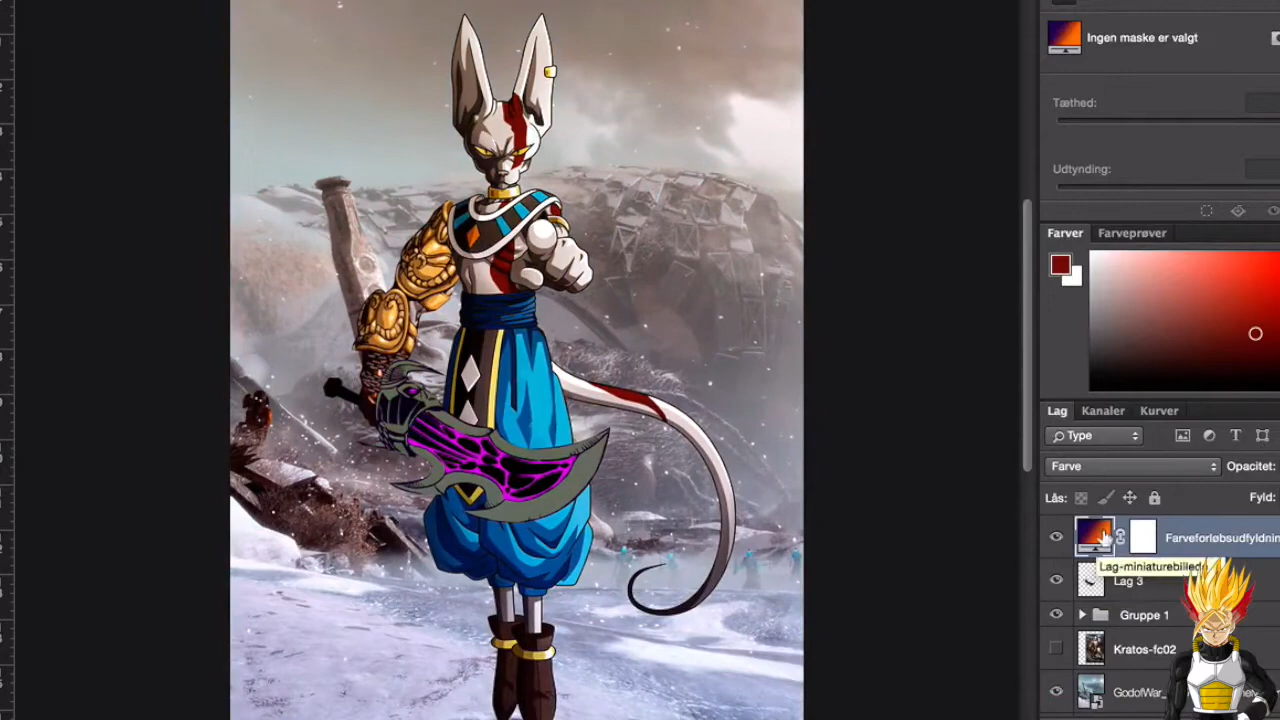 Ingen maske er valgt
Tæthed:
Udtynding:
Farver Farveprøver
Lag Kanaler Kurver
Type
Farve Opacitet:
Lås: Fyld:
Farveforløbsudfyldnin
Lag-miniaturebilled
Lag 3
Gruppe 1
Kratos-fc02
GodofWar_